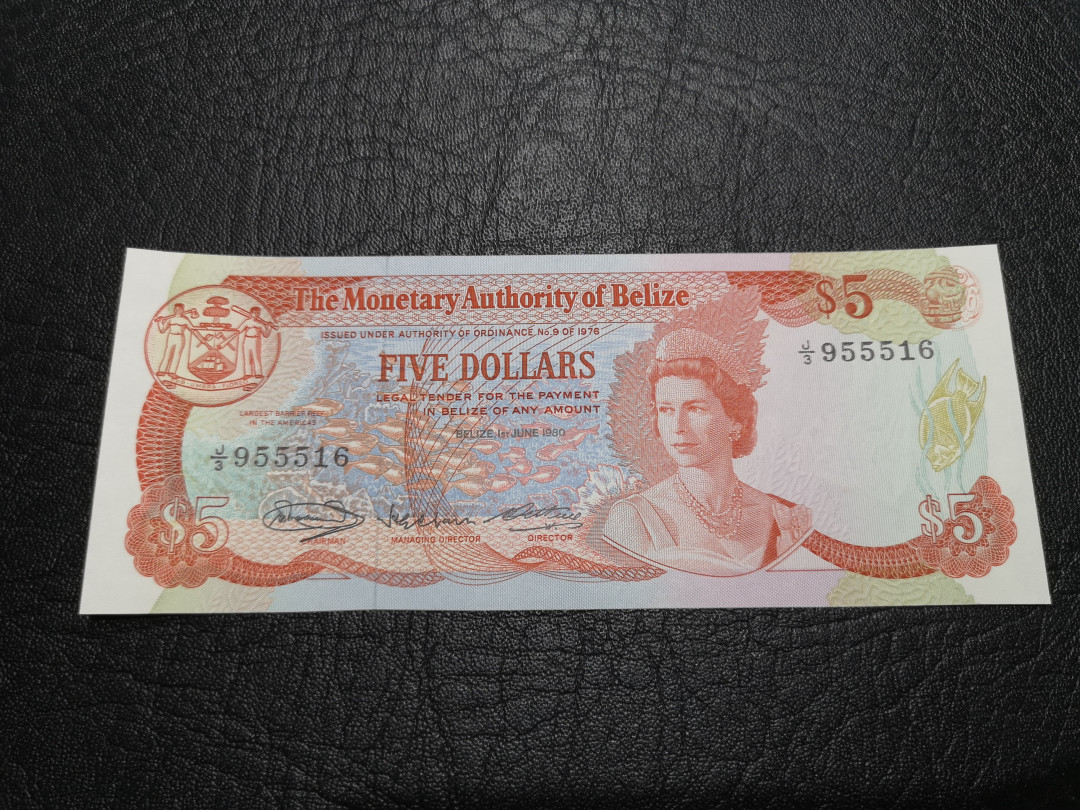 The Monetary Authority of Belize
$5
ISSUED UNDER AUTHORITY OF ORDINANCE No. 9 OF 1976
FIVE DOLLARS
J/3 955516
LEGAL TENDER FOR THE PAYMENT
IN BELIZE OF ANY AMOUNT
LARGEST BARRIER REEF
IN THE AMERICAS
BELIZE, 1ST JUNE 1980
J/3 955516
$5
$5
CHAIRMAN
MANAGING DIRECTOR
DIRECTOR